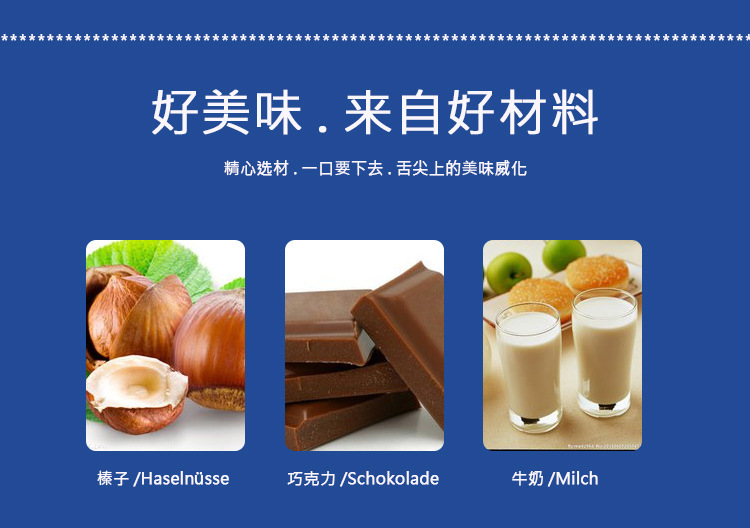 好美味 . 来自好材料
精心选材 . 一口要下去 . 舌尖上的美味威化
榛子 /Haselnüsse
巧克力 /Schokolade
牛奶 /Milch